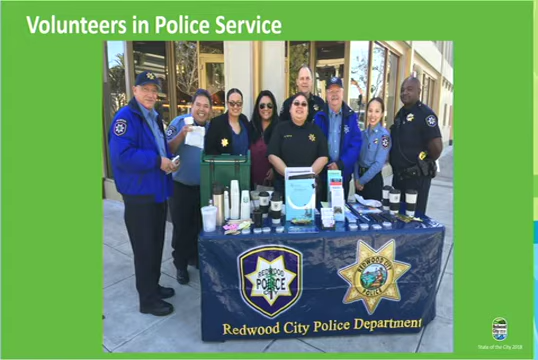 Volunteers in Police Service
REDWOOD
POLICE
CITY
REDWOOD CITY
POLICE
Redwood City Police Department
State of the City 2018